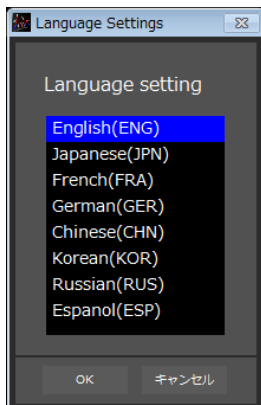 Language Settings
Language setting
English(ENG)
Japanese(JPN)
French(FRA)
German(GER)
Chinese(CHN)
Korean(KOR)
Russian(RUS)
Espanol(ESP)
OK キャンセル